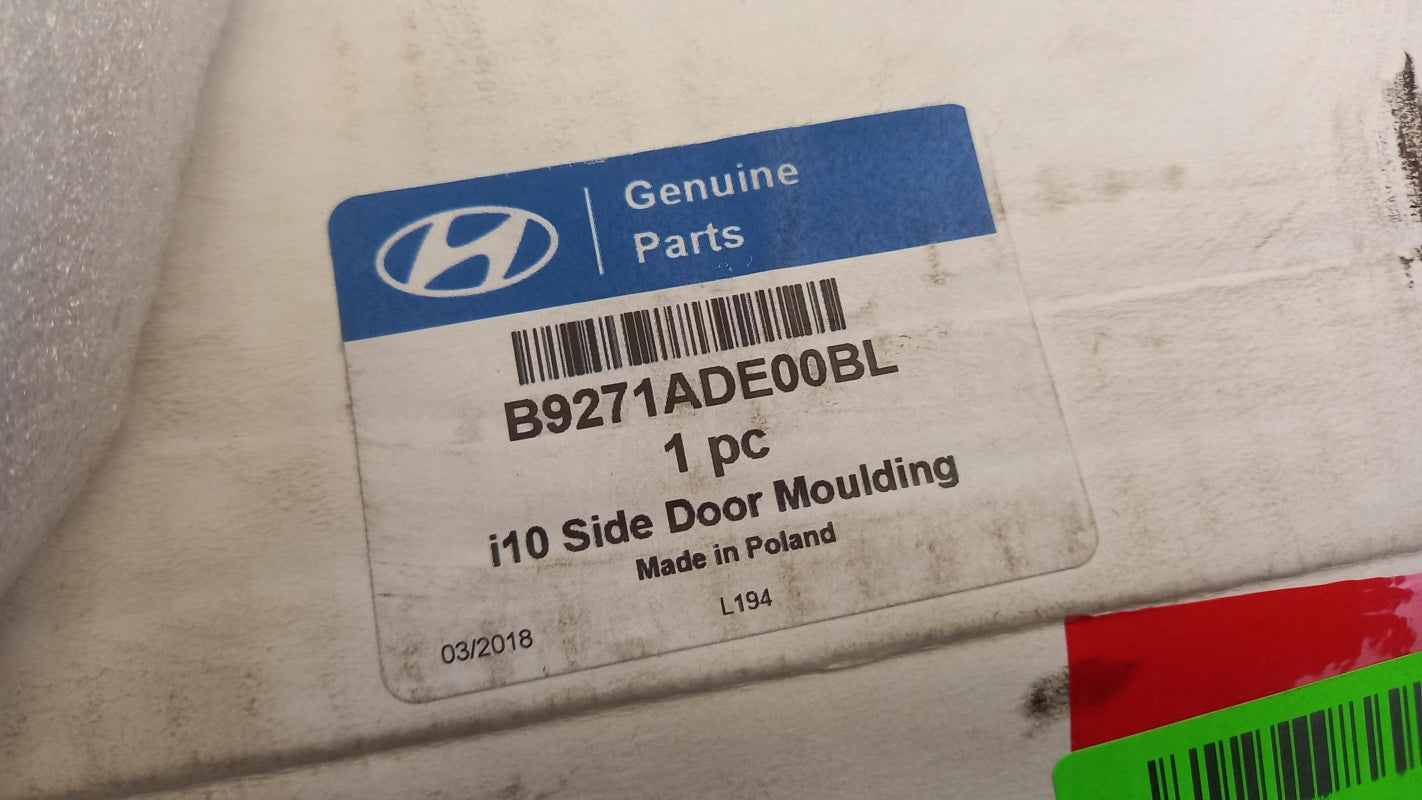 Genuine
Parts
B9271ADE00BL
1 pc
i10 Side Door Moulding
Made in Poland
L194
03/2018